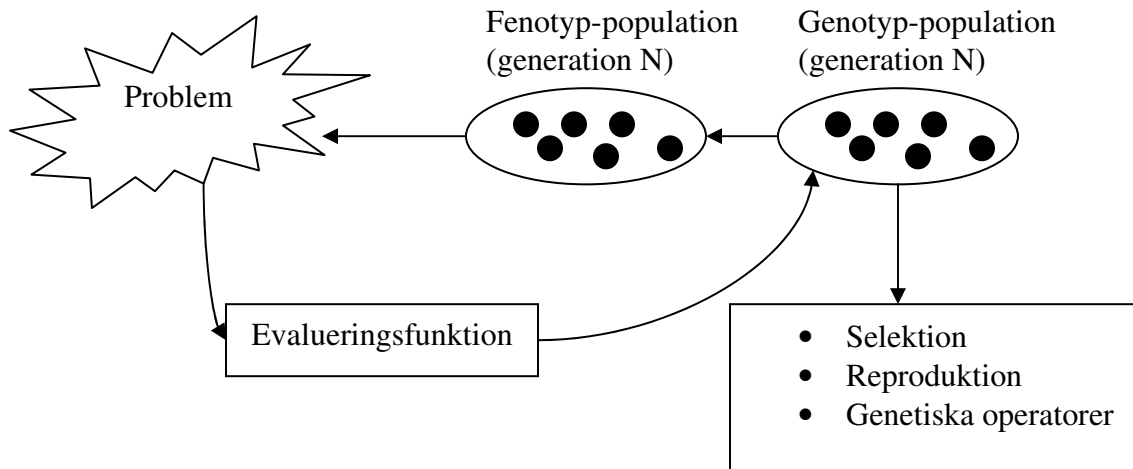 Fenotyp-population
(generation N)
Genotyp-population
(generation N)
Problem
Evalueringsfunktion
• Selektion
• Reproduktion
• Genetiska operatorer